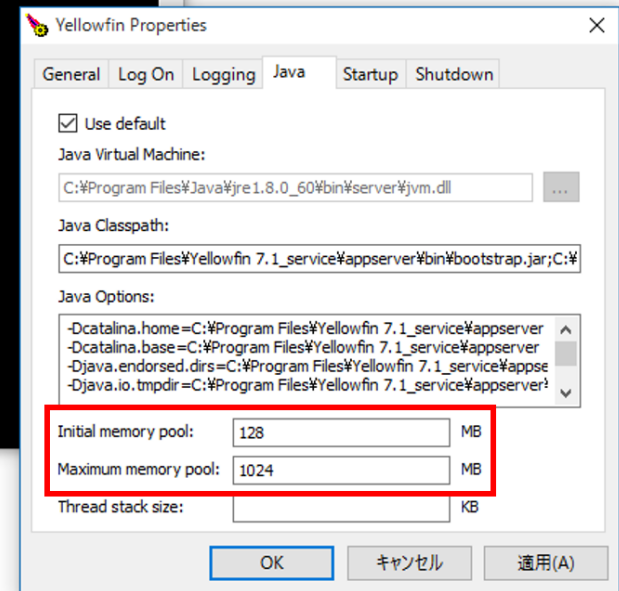 Yellowfin Properties
General Log On Logging Java Startup Shutdown
Use default
Java Virtual Machine:
C:¥Program Files¥Java¥jre1.8.0_60¥bin¥server¥jvm.dll
...
Java Classpath:
C:¥Program Files¥Yellowfin 7.1_service¥appserver¥bin¥bootstrap.jar;C:¥
Java Options:
-Dcatalina.home=C:¥Program Files¥Yellowfin 7.1_service¥appserver
-Dcatalina.base=C:¥Program Files¥Yellowfin 7.1_service¥appserver
-Djava.endorsed.dirs=C:¥Program Files¥Yellowfin 7.1_service¥appse
-Djava.io.tmpdir=C:¥Program Files¥Yellowfin 7.1_service¥appserver¥
Initial memory pool: 128 MB
Maximum memory pool: 1024 MB
Thread stack size: KB
OK キャンセル 適用(A)